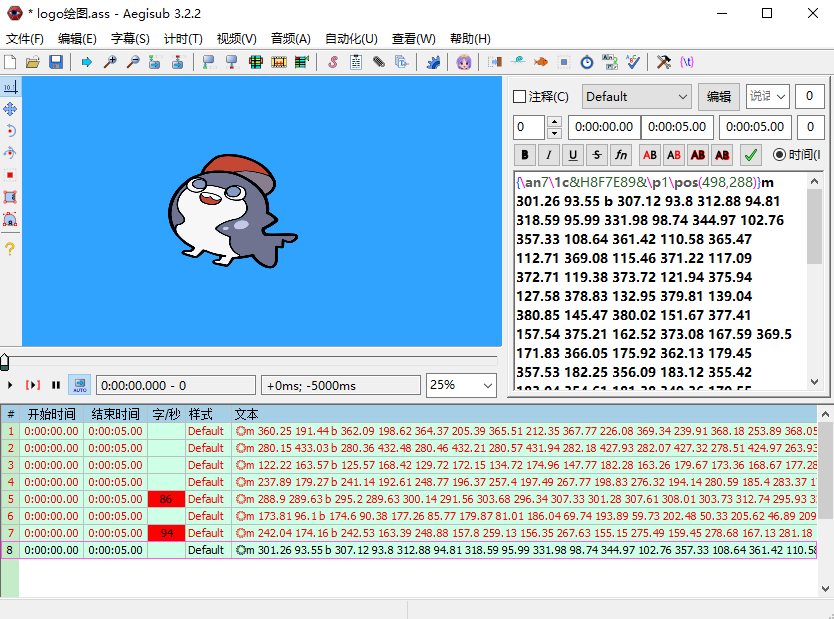 * logo绘图.ass - Aegisub 3.2.2
文件(F) 编辑(E) 字幕(S) 计时(T) 视频(V) 音频(A) 自动化(U) 查看(W) 帮助(H)
注释(C) Default 编辑 说话 0
0 0:00:00.00 0:00:05.00 0:00:05.00 0
B I U S fn AB AB AB AB 时间(I
{\an7\1c&H8F7E89&\p1\pos(498,288)}m
301.26 93.55 b 307.12 93.8 312.88 94.81
318.59 95.99 331.98 98.74 344.97 102.76
357.33 108.64 361.42 110.58 365.47
112.71 369.08 115.46 371.22 117.09
372.71 119.38 373.72 121.94 375.94
127.58 378.83 132.95 379.81 139.04
380.85 145.47 380.02 151.67 377.41
157.54 375.21 162.52 373.08 167.59 369.5
171.83 366.05 175.92 362.13 179.45
357.53 182.25 356.09 183.12 355.42
183.94 354.61 181.38 349.36 179.55
0:00:00.000 - 0 +0ms; -5000ms 25%
# 开始时间 结束时间 字/秒 样式 文本
1 0:00:00.00 0:00:05.00 Default m 360.25 191.44 b 362.09 198.62 364.37 205.39 365.51 212.35 367.77 226.08 369.34 239.91 368.18 253.89 368.05
2 0:00:00.00 0:00:05.00 Default m 280.15 433.03 b 280.36 432.48 280.46 432.21 280.57 431.94 282.18 427.93 282.07 427.32 278.51 424.97 263.93
3 0:00:00.00 0:00:05.00 Default m 122.22 163.57 b 125.57 168.42 129.72 172.15 134.72 174.96 147.77 182.28 163.26 179.67 173.36 168.67 177.28
4 0:00:00.00 0:00:05.00 Default m 237.89 179.27 b 241.14 192.61 248.77 196.37 257.4 197.49 267.77 198.83 276.32 194.14 280.59 185.4 283.37 1
5 0:00:00.00 0:00:05.00 86 Default m 288.9 289.63 b 295.2 289.63 300.14 291.56 303.68 296.34 307.33 301.28 307.61 308.01 303.73 312.74 295.93 3
6 0:00:00.00 0:00:05.00 Default m 173.81 96.1 b 174.6 90.38 177.26 85.77 179.87 81.01 186.04 69.74 193.89 59.73 202.48 50.33 205.62 46.89 209
7 0:00:00.00 0:00:05.00 94 Default m 242.04 174.16 b 242.53 163.39 248.88 157.8 259.13 156.35 267.63 155.15 275.49 159.45 278.68 167.13 281.18
8 0:00:00.00 0:00:05.00 Default m 301.26 93.55 b 307.12 93.8 312.88 94.81 318.59 95.99 331.98 98.74 344.97 102.76 357.33 108.64 361.42 110.58